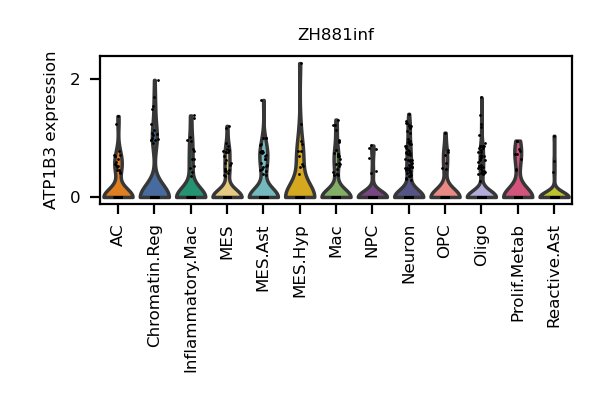 ZH881inf
ATP1B3 expression
2
0
AC
Chromatin.Reg
Inflammatory.Mac
MES
MES.Ast
MES.Hyp
Mac
NPC
Neuron
OPC
Oligo
Prolif.Metab
Reactive.Ast